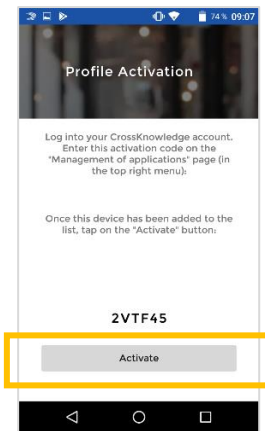 74% 09:07
Profile Activation
Log into your CrossKnowledge account.
Enter this activation code on the
"Management of applications" page (in
the top right menu):
Once this device has been added to the
list, tap on the "Activate" button:
2VTF45
Activate